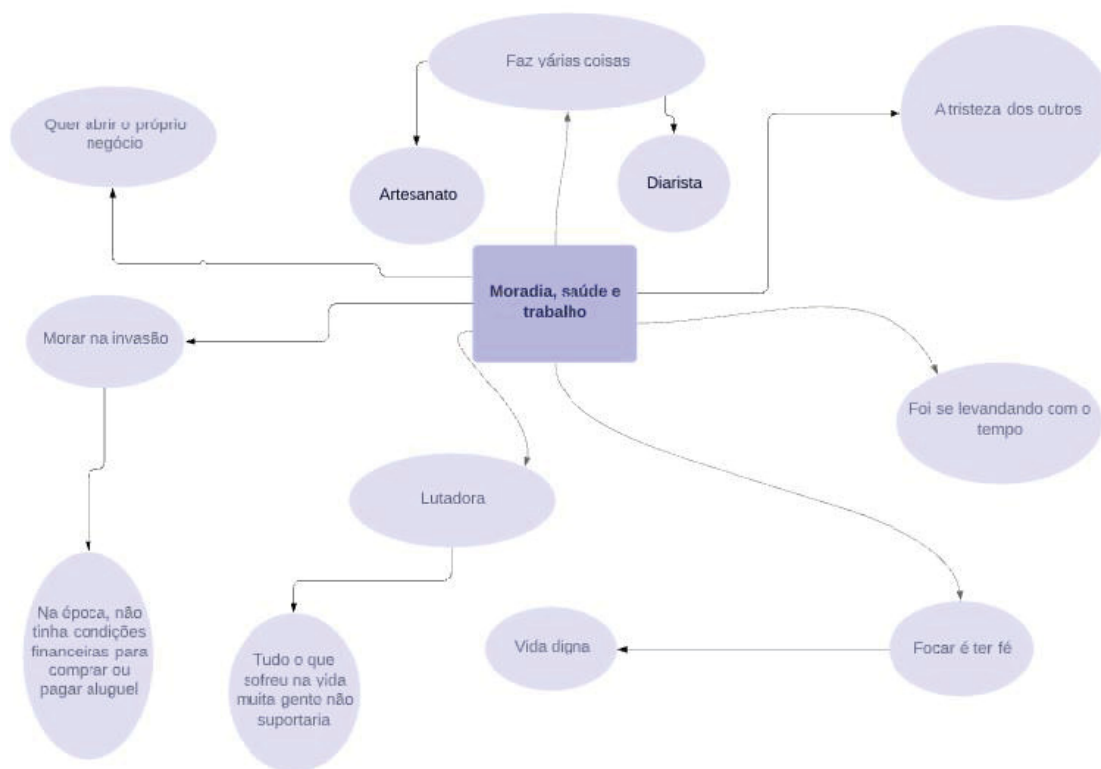 Faz várias coisas
A tristeza dos outros
Quer abrir o próprio
negócio
Artesanato
Diarista
Moradia, saúde e
trabalho
Morar na invasão
Foi se levandando com o
tempo
Lutadora
Na época, não
tinha condições
financeiras para
comprar ou
pagar aluguel
Tudo o que
sofreu na vida
muita gente não
suportaria
Vida digna
Focar é ter fé